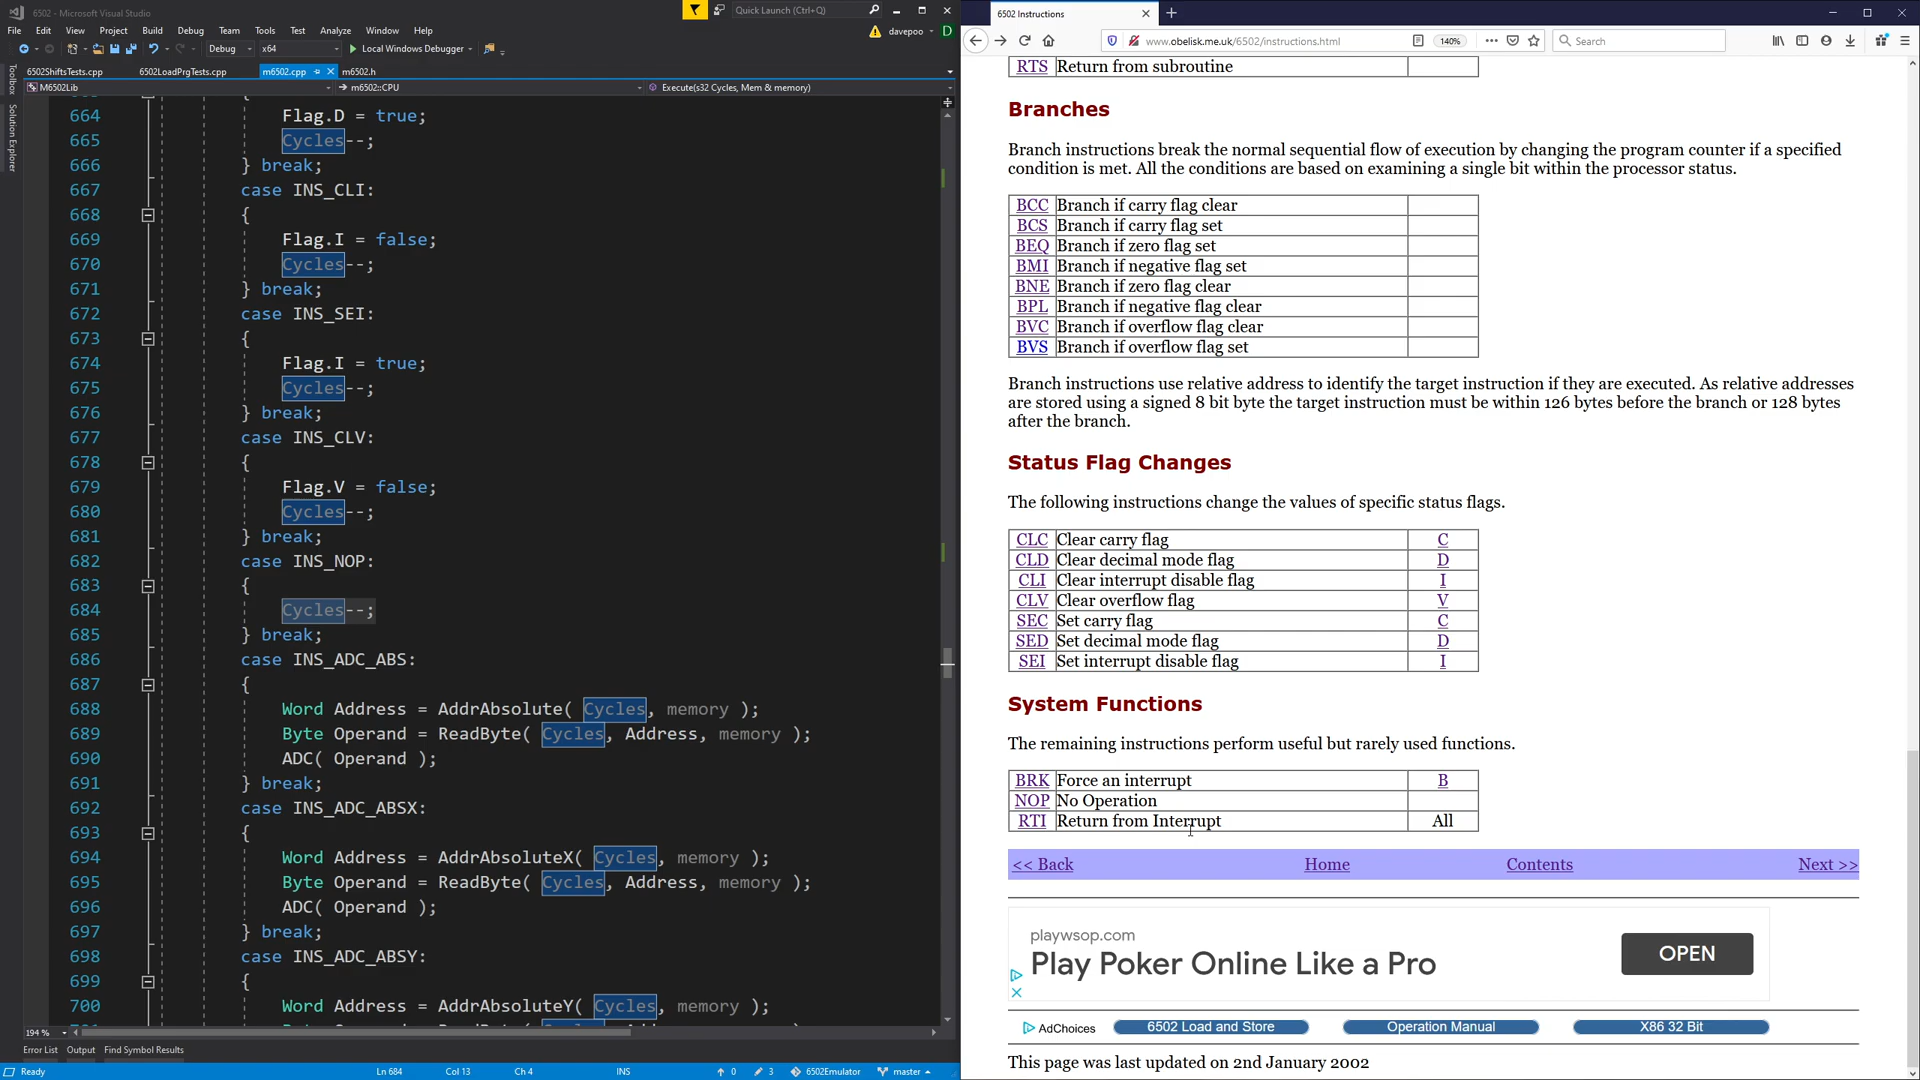 6502 - Microsoft Visual Studio
Quick Launch (Ctrl+Q)
File Edit View Project Build Debug Team Tools Test Analyze Window Help
davepoo D
Debug x64 Local Windows Debugger
Toolbox
Solution Explorer
6502ShiftsTests.cpp 6502LoadPrgTests.cpp m6502.cpp m6502.h
M6502Lib m6502::CPU Execute(s32 Cycles, Mem & memory)
664 Flag.D = true;
665 Cycles--;
666 } break;
667 case INS_CLI:
668 {
669 Flag.I = false;
670 Cycles--;
671 } break;
672 case INS_SEI:
673 {
674 Flag.I = true;
675 Cycles--;
676 } break;
677 case INS_CLV:
678 {
679 Flag.V = false;
680 Cycles--;
681 } break;
682 case INS_NOP:
683 {
684 Cycles--;
685 } break;
686 case INS_ADC_ABS:
687 {
688 Word Address = AddrAbsolute( Cycles, memory );
689 Byte Operand = ReadByte( Cycles, Address, memory );
690 ADC( Operand );
691 } break;
692 case INS_ADC_ABSX:
693 {
694 Word Address = AddrAbsoluteX( Cycles, memory );
695 Byte Operand = ReadByte( Cycles, Address, memory );
696 ADC( Operand );
697 } break;
698 case INS_ADC_ABSY:
699 {
700 Word Address = AddrAbsoluteY( Cycles, memory );
194 %
Error List Output Find Symbol Results
Ready Ln 684 Col 13 Ch 4 INS 0 3 6502Emulator master
6502 Instructions
www.obelisk.me.uk/6502/instructions.html 140% Search
RTS Return from subroutine
Branches
Branch instructions break the normal sequential flow of execution by changing the program counter if a specified
condition is met. All the conditions are based on examining a single bit within the processor status.
BCC Branch if carry flag clear
BCS Branch if carry flag set
BEQ Branch if zero flag set
BMI Branch if negative flag set
BNE Branch if zero flag clear
BPL Branch if negative flag clear
BVC Branch if overflow flag clear
BVS Branch if overflow flag set
Branch instructions use relative address to identify the target instruction if they are executed. As relative addresses
are stored using a signed 8 bit byte the target instruction must be within 126 bytes before the branch or 128 bytes
after the branch.
Status Flag Changes
The following instructions change the values of specific status flags.
CLC Clear carry flag C
CLD Clear decimal mode flag D
CLI Clear interrupt disable flag I
CLV Clear overflow flag V
SEC Set carry flag C
SED Set decimal mode flag D
SEI Set interrupt disable flag I
System Functions
The remaining instructions perform useful but rarely used functions.
BRK Force an interrupt B
NOP No Operation
RTI Return from Interrupt All
<< Back Home Contents Next >>
playwsop.com
Play Poker Online Like a Pro
OPEN
AdChoices 6502 Load and Store Operation Manual X86 32 Bit
This page was last updated on 2nd January 2002